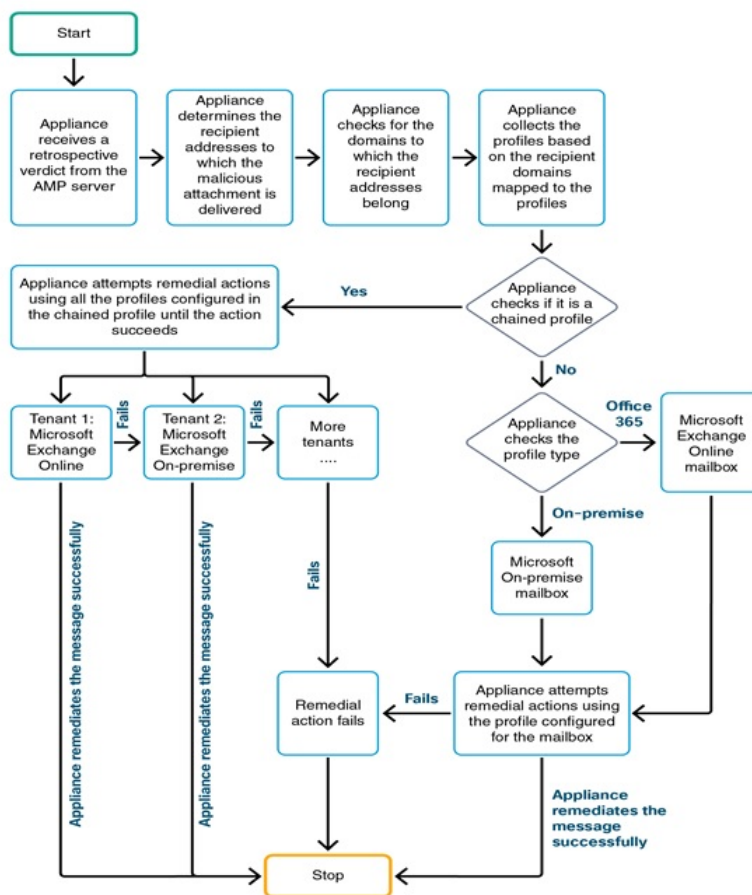 Start
Appliance
receives a
retrospective
verdict from the
AMP server
Appliance
determines the
recipient
addresses to
which the
malicious
attachment is
delivered
Appliance
checks for the
domains to
which the
recipient
addresses
belong
Appliance
collects the
profiles based
on the recipient
domains
mapped to the
profiles
Appliance attempts remedial actions
using all the profiles configured in
the chained profile until the action
succeeds
Yes
Appliance
checks if it is a
chained profile
No
Tenant 1:
Microsoft
Exchange
Online
Fails
Tenant 2:
Microsoft
Exchange
On-premise
Fails
More
tenants
....
Appliance
checks the
profile type
Office
365
Microsoft
Exchange
Online
mailbox
On-premise
Microsoft
On-premise
mailbox
Appliance remediates the message successfully
Appliance remediates the message successfully
Fails
Remedial
action fails
Fails
Appliance attempts
remedial actions using
the profile configured
for the mailbox
Appliance
remediates the
message
successfully
Stop